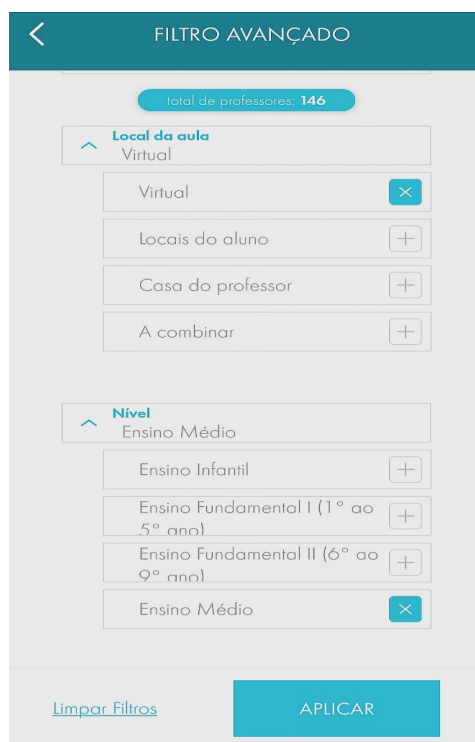 FILTRO AVANÇADO
total de professores: 146
Local da aula
Virtual
Virtual
Locais do aluno
Casa do professor
A combinar
Nível
Ensino Médio
Ensino Infantil
Ensino Fundamental I (1° ao
5° ano)
Ensino Fundamental II (6° ao
9° ano)
Ensino Médio
Limpar Filtros
APLICAR